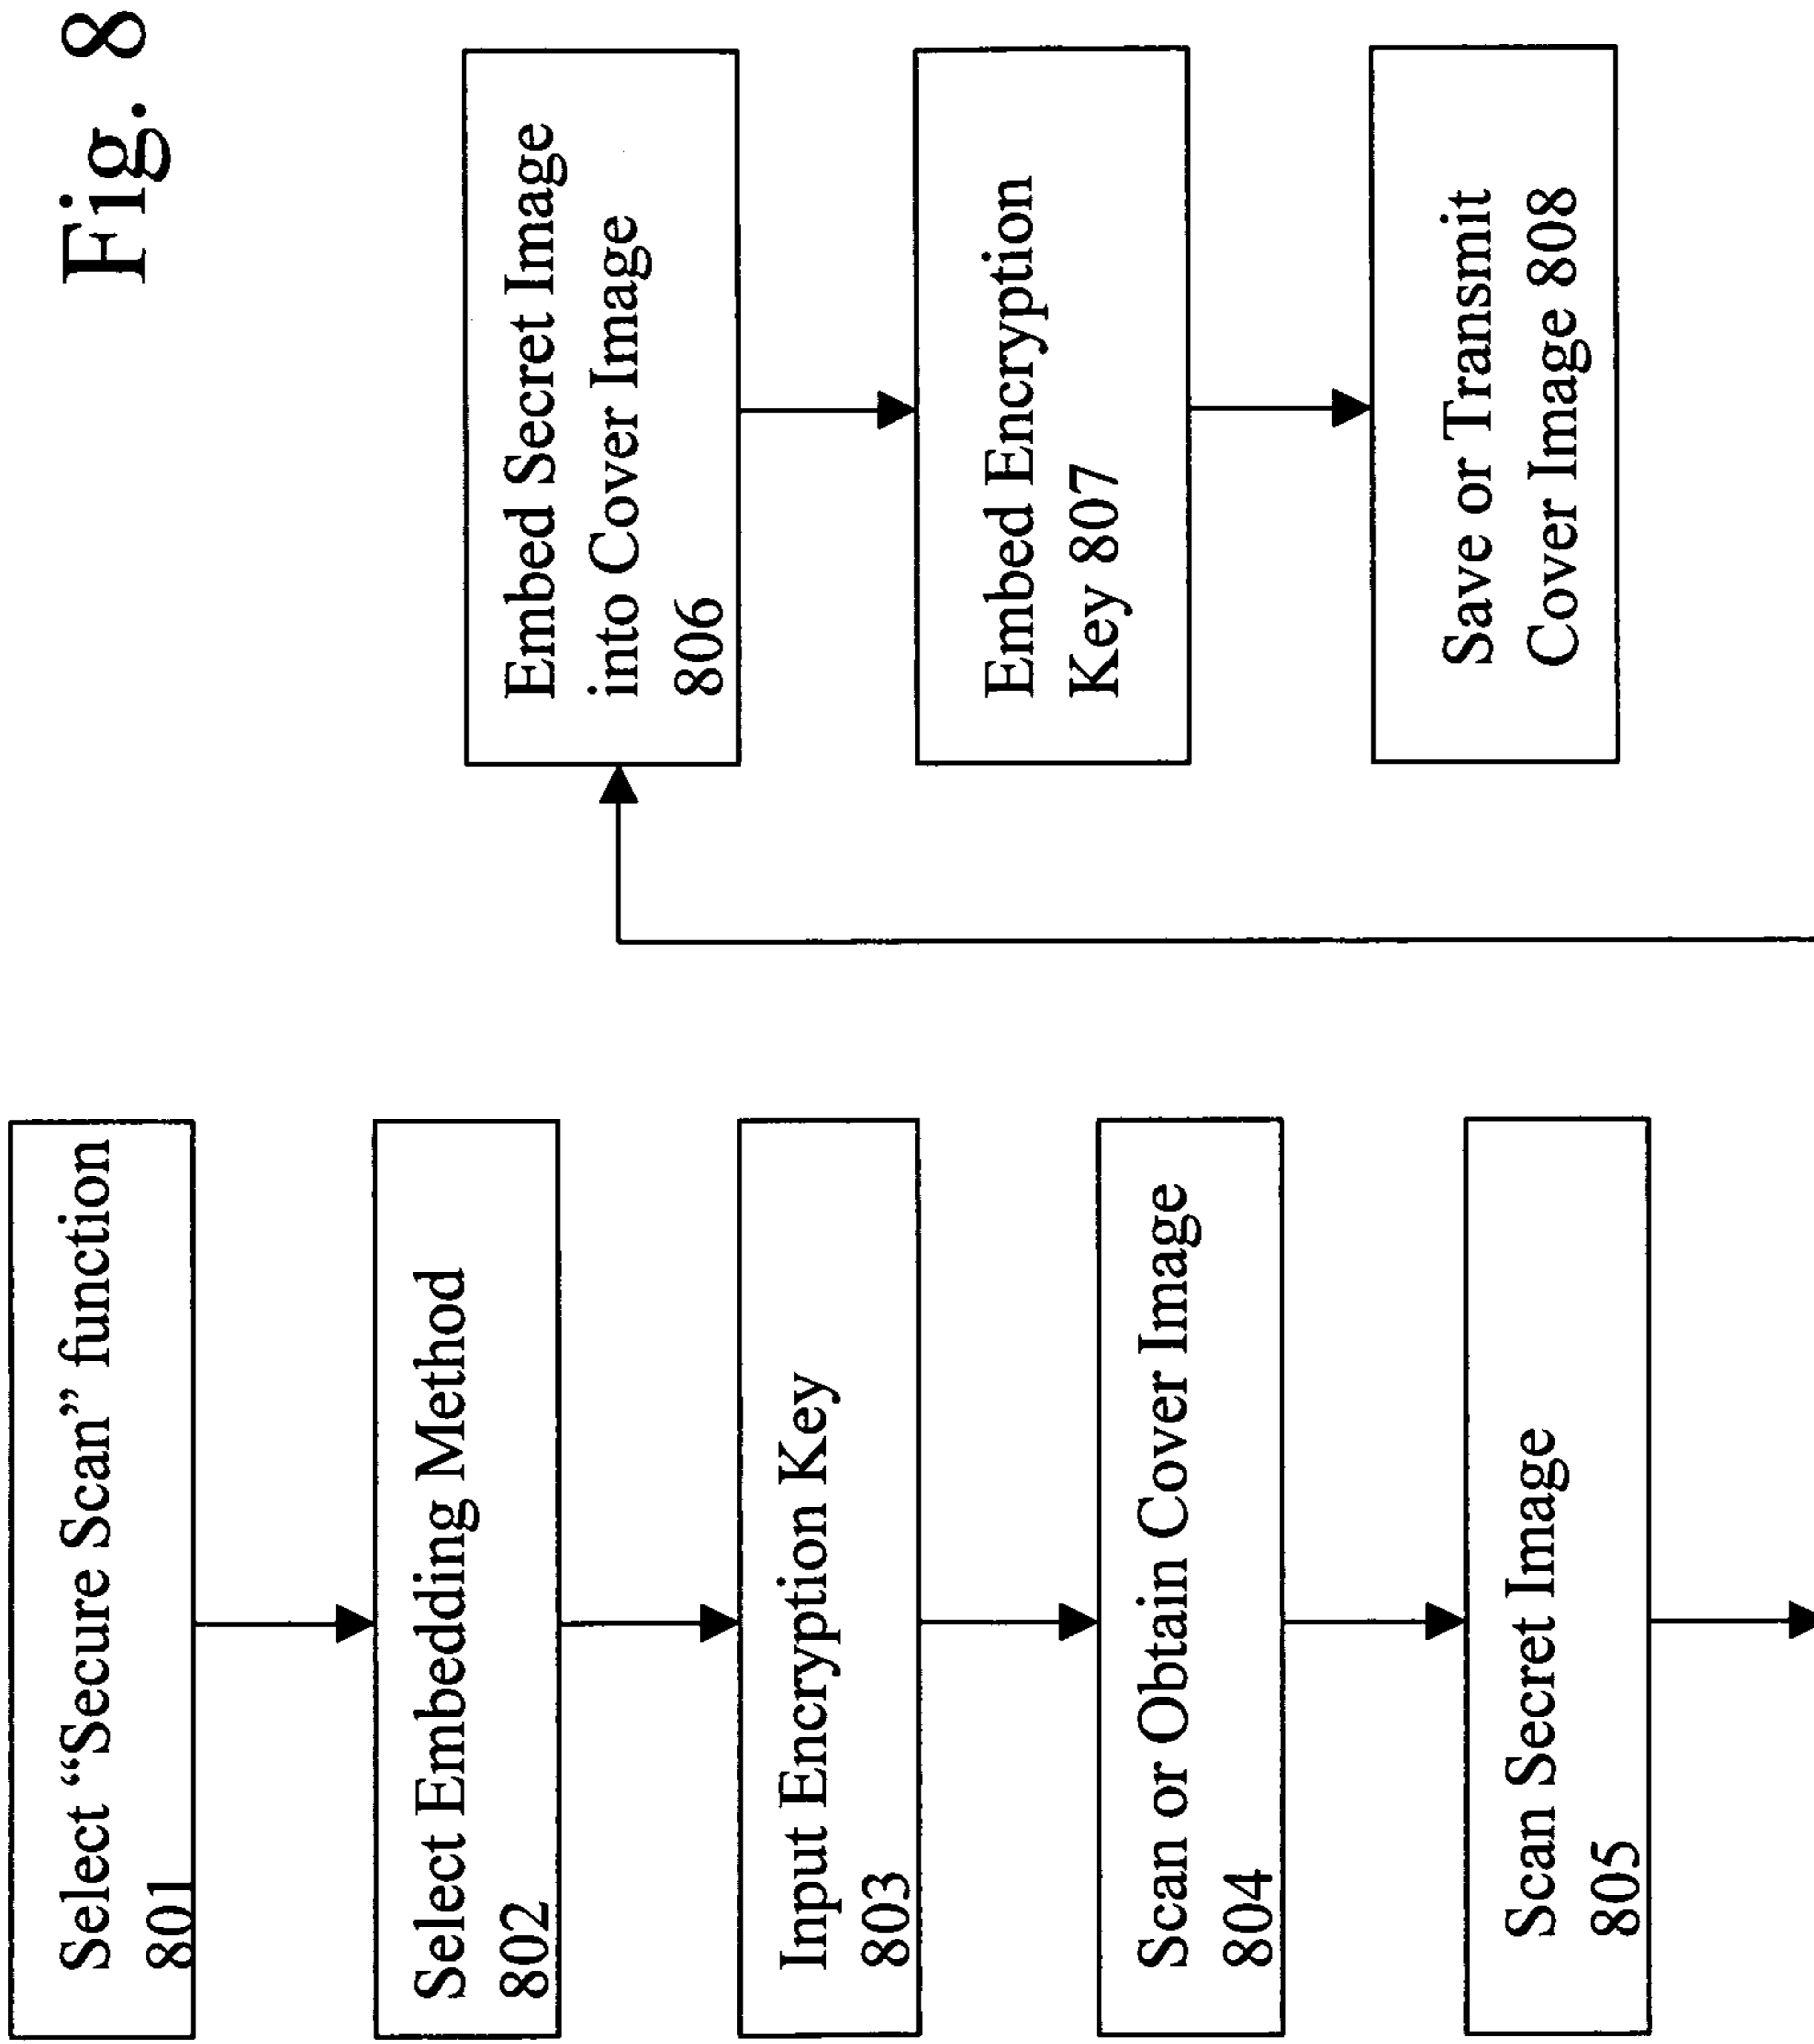 Fig. 8
Select “Secure Scan” function
801
Select Embedding Method
802
Input Encryption Key
803
Scan or Obtain Cover Image
804
Scan Secret Image
805
Embed Secret Image
into Cover Image
806
Embed Encryption
Key 807
Save or Transmit
Cover Image 808